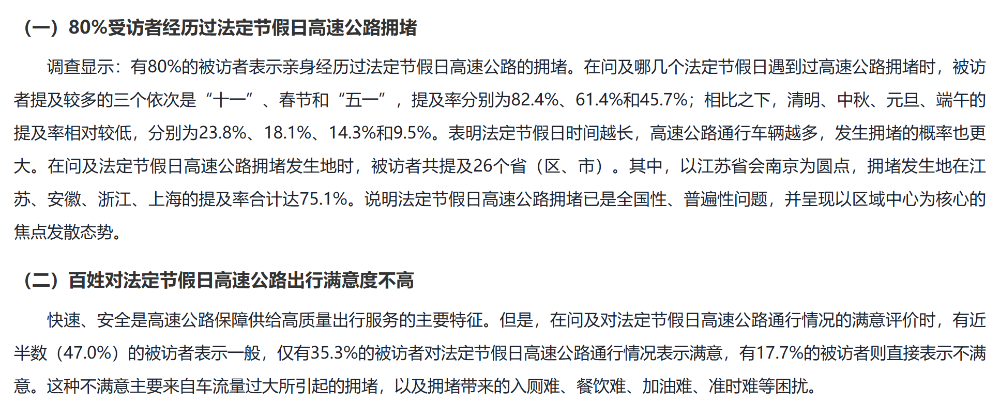 （一）80%受访者经历过法定节假日高速公路拥堵
调查显示：有80%的被访者表示亲身经历过法定节假日高速公路的拥堵。在问及哪几个法定节假日遇到过高速公路拥堵时，被访
者提及较多的三个依次是“十一”、春节和“五一”，提及率分别为82.4%、61.4%和45.7%；相比之下，清明、中秋、元旦、端午的
提及率相对较低，分别为23.8%、18.1%、14.3%和9.5%。表明法定节假日时间越长，高速公路通行车辆越多，发生拥堵的概率也更
大。在问及法定节假日高速公路拥堵发生地时，被访者共提及26个省（区、市）。其中，以江苏省会南京为圆点，拥堵发生地在江
苏、安徽、浙江、上海的提及率合计达75.1%。说明法定节假日高速公路拥堵已是全国性、普遍性问题，并呈现以区域中心为核心的
焦点发散态势。
（二）百姓对法定节假日高速公路出行满意度不高
快速、安全是高速公路保障供给高质量出行服务的主要特征。但是，在问及对法定节假日高速公路通行情况的满意评价时，有近
半数（47.0%）的被访者表示一般，仅有35.3%的被访者对法定节假日高速公路通行情况表示满意，有17.7%的被访者则直接表示不满
意。这种不满意主要来自车流量过大所引起的拥堵，以及拥堵带来的入厕难、餐饮难、加油难、准时难等困扰。